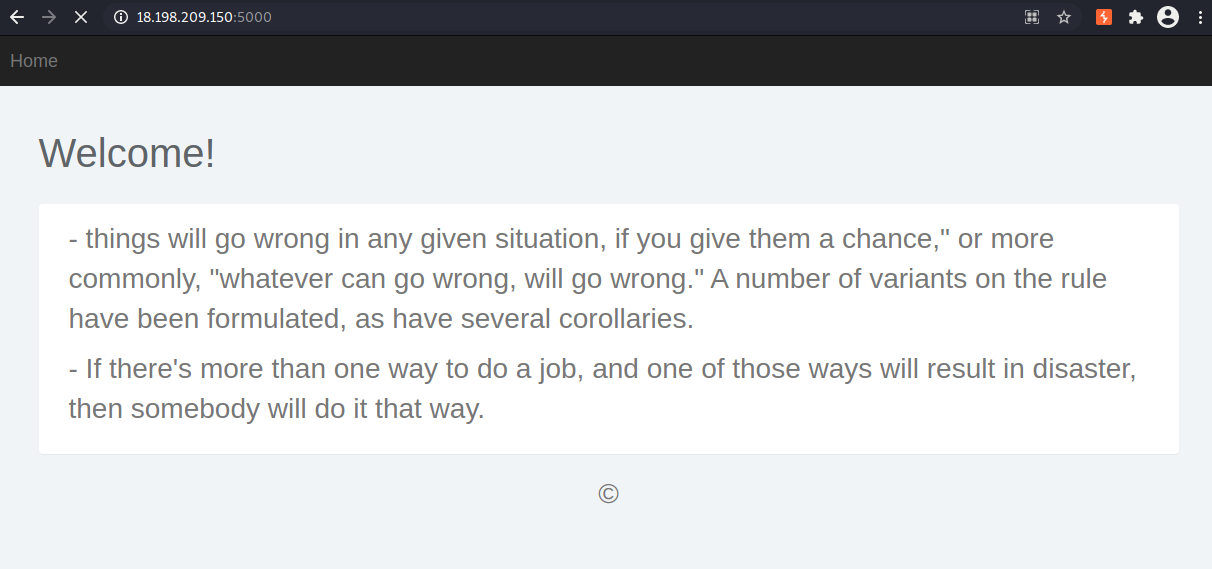 18.198.209.150:5000
Home
Welcome!
- things will go wrong in any given situation, if you give them a chance," or more
commonly, "whatever can go wrong, will go wrong." A number of variants on the rule
have been formulated, as have several corollaries.
- If there's more than one way to do a job, and one of those ways will result in disaster,
then somebody will do it that way.
©